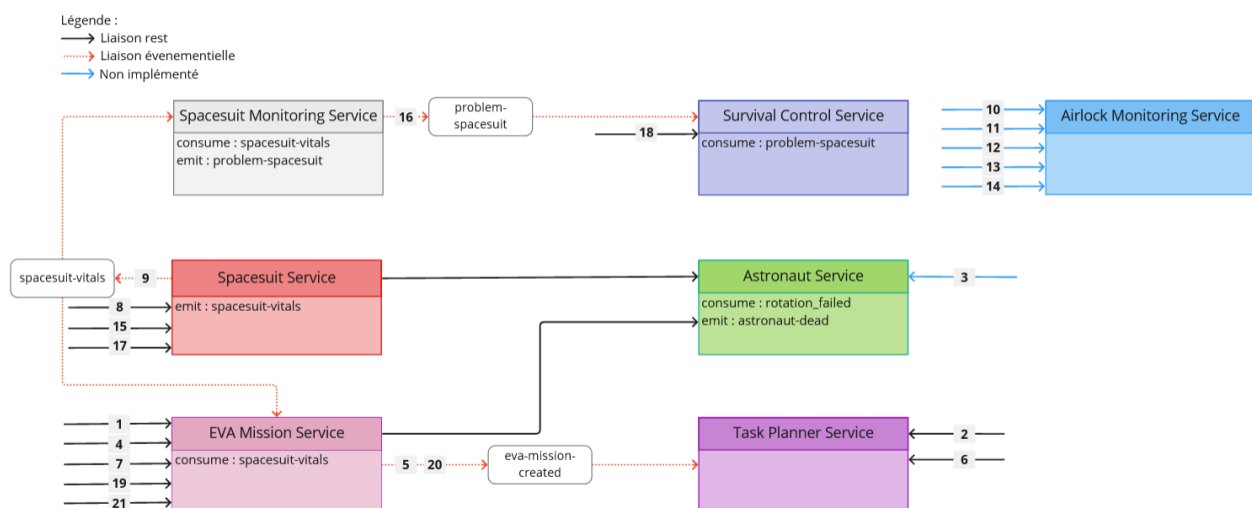 Légende :
Liaison rest
Liaison évenementielle
Non implémenté
Spacesuit Monitoring Service
consume : spacesuit-vitals
emit : problem-spacesuit
16
problem-
spacesuit
18
Survival Control Service
consume : problem-spacesuit
10
11
12
13
14
Airlock Monitoring Service
spacesuit-vitals
9
8
15
17
Spacesuit Service
emit : spacesuit-vitals
Astronaut Service
consume : rotation_failed
emit : astronaut-dead
3
1
4
7
19
21
EVA Mission Service
consume : spacesuit-vitals
5
20
eva-mission-
created
Task Planner Service
2
6